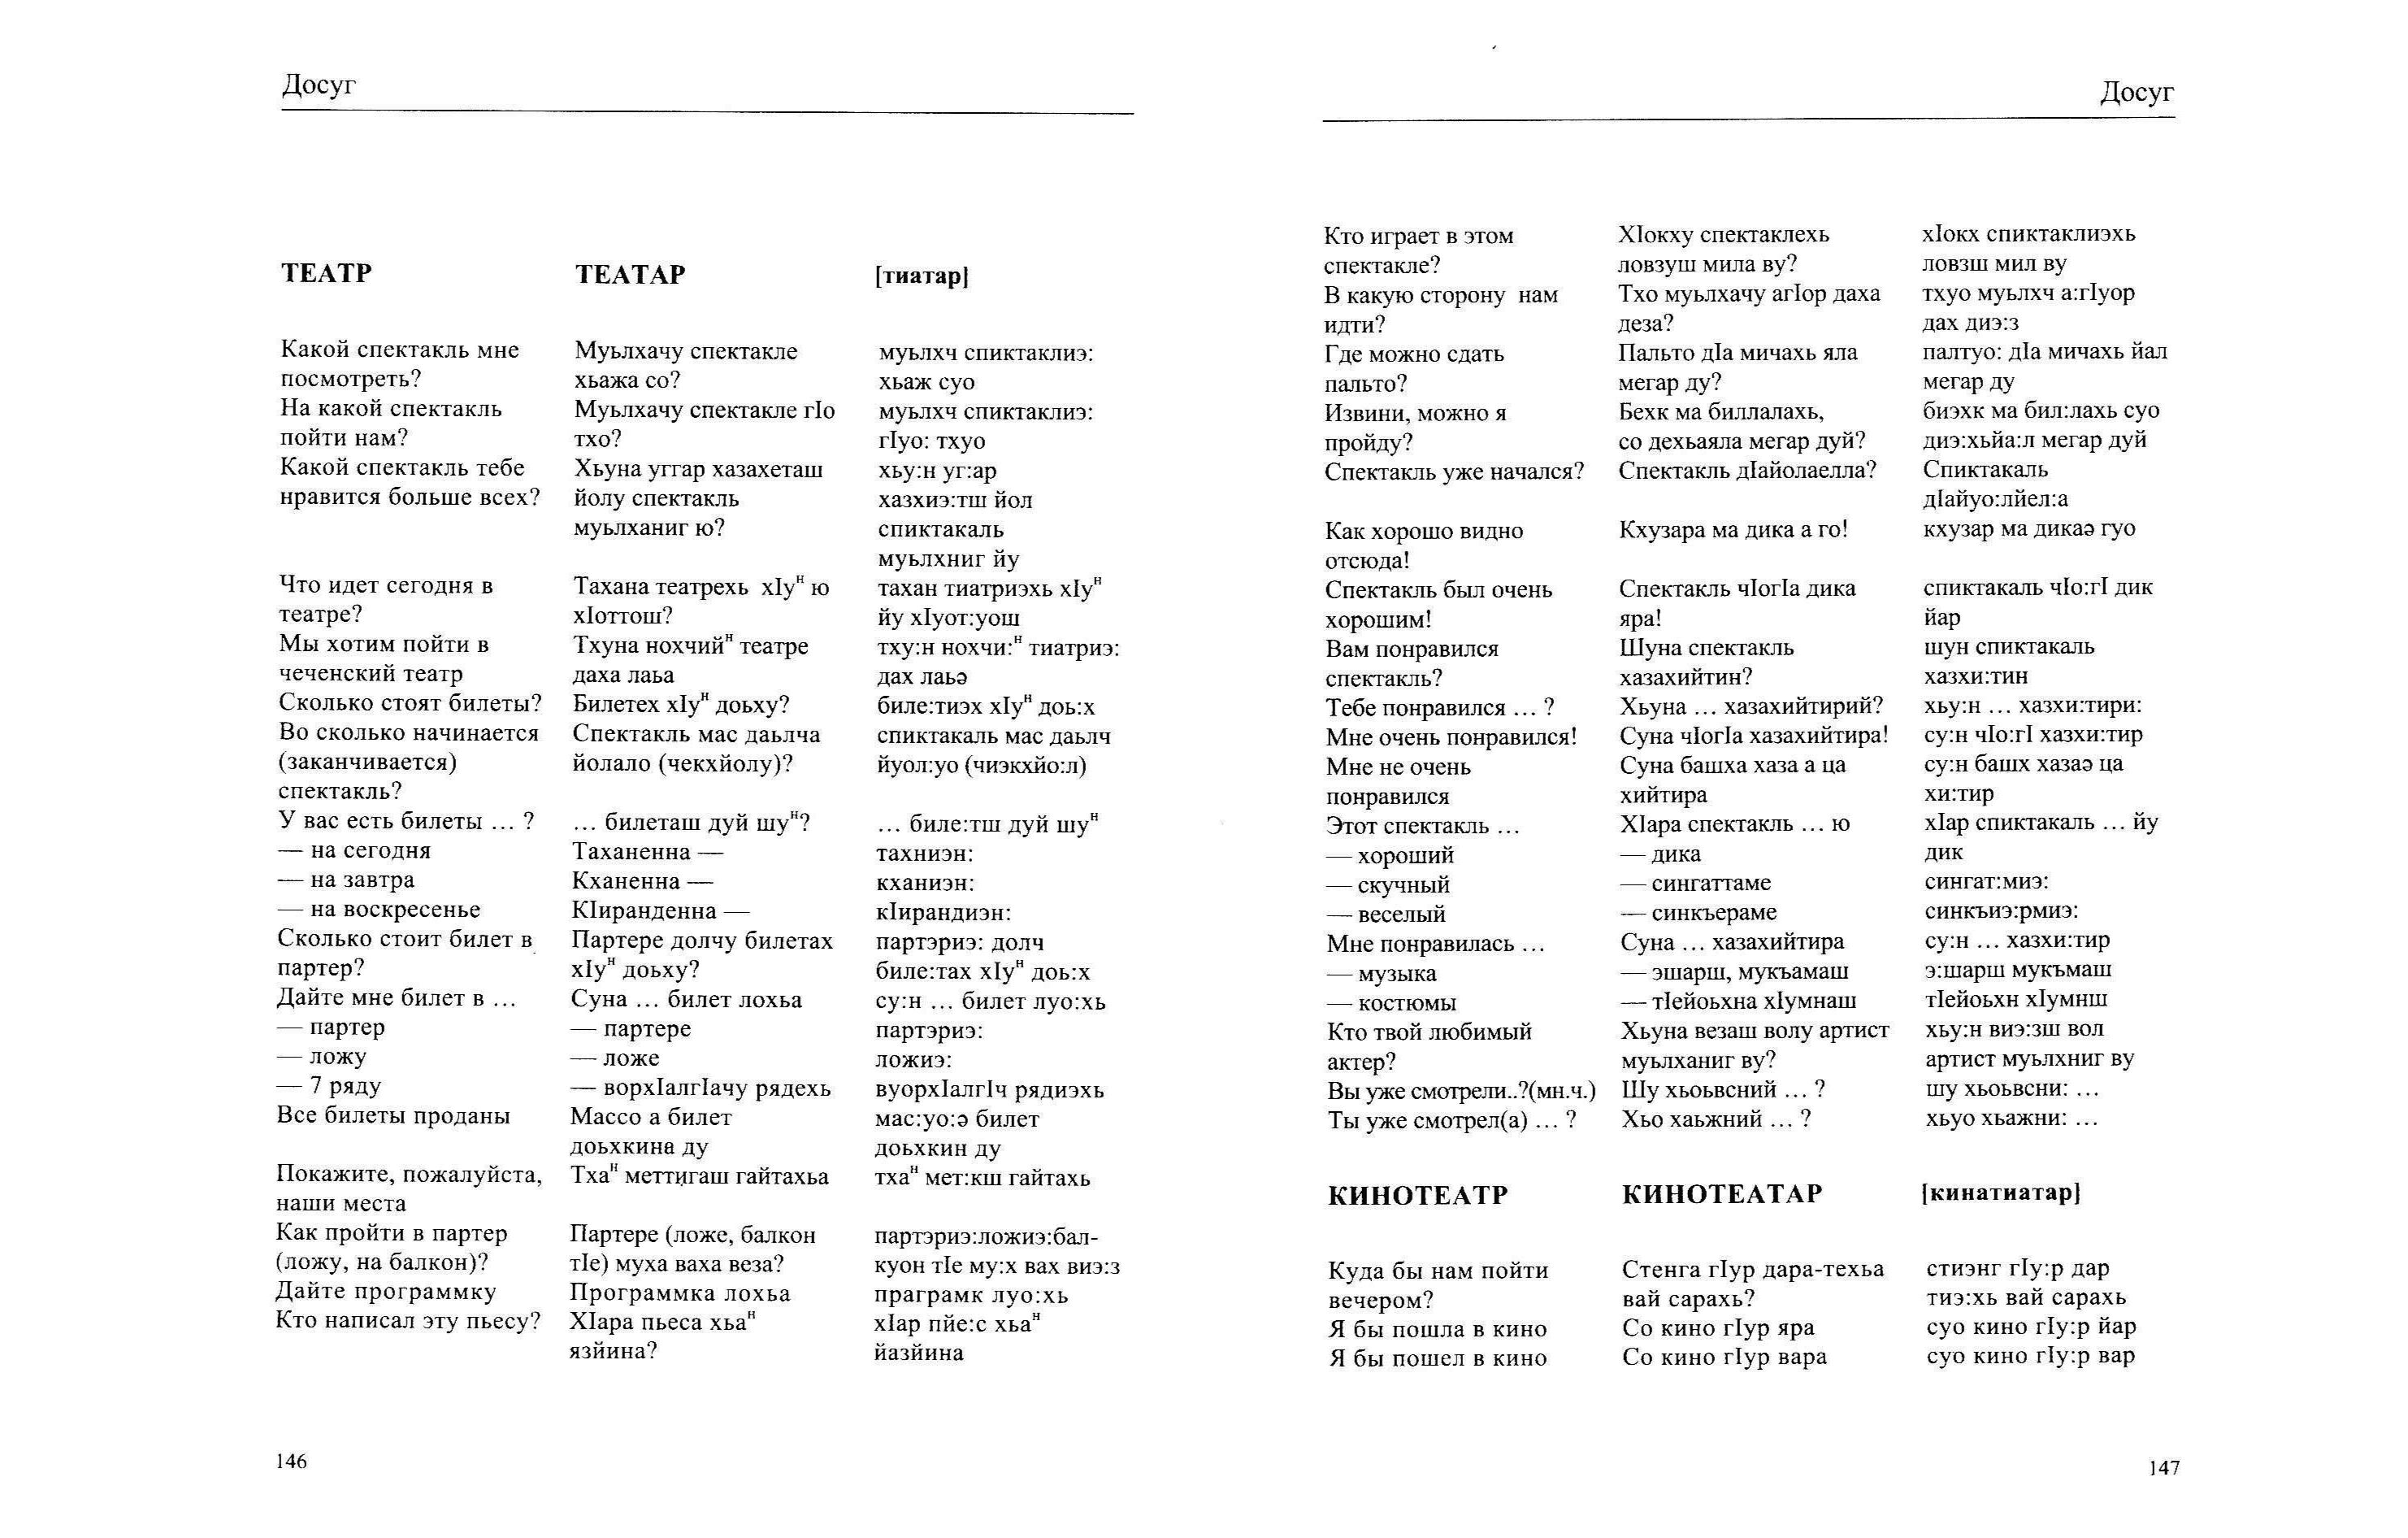 Досуг
ТЕАТР ТЕАТАР [тиатар]
Какой спектакль мне Муьлхачу спектакле муьлхч спиктаклиэ:
посмотреть? хьажа со? хьаж суо
На какой спектакль Муьлхачу спектакле гIо муьлхч спиктаклиэ:
пойти нам? тхо? гIуо: тхуо
Какой спектакль тебе Хьуна уггар хазахеташ хьу:н уг:ар
нравится больше всех? йолу спектакль хазхиэ:тш йол
муьлханиг ю? спиктакаль
муьлхниг йу
Что идет сегодня в Тахана театрехь хIуᵸ ю тахан тиатриэхь хIуᵸ
театре? хIоттош? йу хIуот:уош
Мы хотим пойти в Тхуна нохчийᵸ театре тху:н нохчи:ᵸ тиатриэ:
чеченский театр даха лаьа дах лаьə
Сколько стоят билеты? Билетех хIуᵸ доьху? биле:тиэх хIуᵸ доь:х
Во сколько начинается Спектакль мас даьлча спиктакаль мас даьлч
(заканчивается) йолало (чекхйолу)? йуол:уо (чиэкхйо:л)
спектакль?
У вас есть билеты ... ? ... билеташ дуй шуᵸ? ... биле:тш дуй шуᵸ
— на сегодня Таханенна — тахниэн:
— на завтра Кханенна — кханиэн:
— на воскресенье КIиранденна — кIирандиэн:
Сколько стоит билет в Партере долчу билетах партэриэ: долч
партер? хIуᵸ доьху? биле:тах хIуᵸ доь:х
Дайте мне билет в ... Суна ... билет лохьа су:н ... билет луо:хь
— партер — партере партэриэ:
— ложу — ложе ложиэ:
— 7 ряду — ворхIалгIачу рядехь вуорхIалгIч рядиэхь
Все билеты проданы Массо а билет мас:уо:ə билет
доьхкина ду доьхкин ду
Покажите, пожалуйста, Тхаᵸ меттигаш гайтахьа тхаᵸ мет:кш гайтахь
наши места
Как пройти в партер Партере (ложе, балкон партэриэ:ложиэ:бал-
(ложу, на балкон)? тIе) муха ваха веза? куон тIе му:х вах виэ:з
Дайте программку Программка лохьа праграмк луо:хь
Кто написал эту пьесу? ХIара пьеса хьаᵸ хIар пйе:с хьаᵸ
язйина? йазйина
146
Досуг
Кто играет в этом ХIокху спектаклехь хIокх спиктаклиэхь
спектакле? ловзуш мила ву? ловзш мил ву
В какую сторону нам Тхо муьлхачу агIор даха тхуо муьлхч а:гIуор
идти? деза? дах диэ:з
Где можно сдать Пальто дIа мичахь яла палтуо: дIа мичахь йал
пальто? мегар ду? мегар ду
Извини, можно я Бехк ма биллалахь, биэхк ма бил:лахь суо
пройду? со дехьаяла мегар дуй? диэ:хьйа:л мегар дуй
Спектакль уже начался? Спектакль дIайолаелла? Спиктакаль
дIайуо:лйел:а
Как хорошо видно Кхузара ма дика а го! кхузар ма дикаə гуо
отсюда!
Спектакль был очень Спектакль чIогIа дика спиктакаль чIо:гI дик
хорошим! яра! йар
Вам понравился Шуна спектакль шун спиктакаль
спектакль? хазахийтин? хазхи:тин
Тебе понравился ... ? Хьуна ... хазахийтирий? хьу:н ... хазхи:тири:
Мне очень понравился! Суна чIогIа хазахийтира! су:н чIо:гI хазхи:тир
Мне не очень Суна башха хаза а ца су:н башх хазаə ца
понравился хийтира хи:тир
Этот спектакль ... ХIара спектакль ... ю хIар спиктакаль ... йу
— хороший — дика дик
— скучный — сингаттаме сингат:миэ:
— веселый — синкъераме синкъиэ:рмиэ:
Мне понравилась ... Суна ... хазахийтира су:н ... хазхи:тир
— музыка — эшарш, мукъамаш э:шарш мукъмаш
— костюмы — тIейоьхна хIумнаш тIейоьхн хIумнш
Кто твой любимый Хьуна везаш волу артист хьу:н виэ:зш вол
актер? муьлханиг ву? артист муьлхниг ву
Вы уже смотрели..?(мн.ч.) Шу хьоьвсний ... ? шу хьоьвсни: ...
Ты уже смотрел(а) ... ? Хьо хаьжний ... ? хьуо хьажни: ...
КИНОТЕАТР КИНОТЕАТАР [кинатиатар]
Куда бы нам пойти Стенга гIур дара-техьа стиэнг гIу:р дар
вечером? вай сарахь? тиэ:хь вай сарахь
Я бы пошла в кино Со кино гIур яра суо кино гIу:р йар
Я бы пошел в кино Со кино гIур вара суо кино гIу:р вар
147